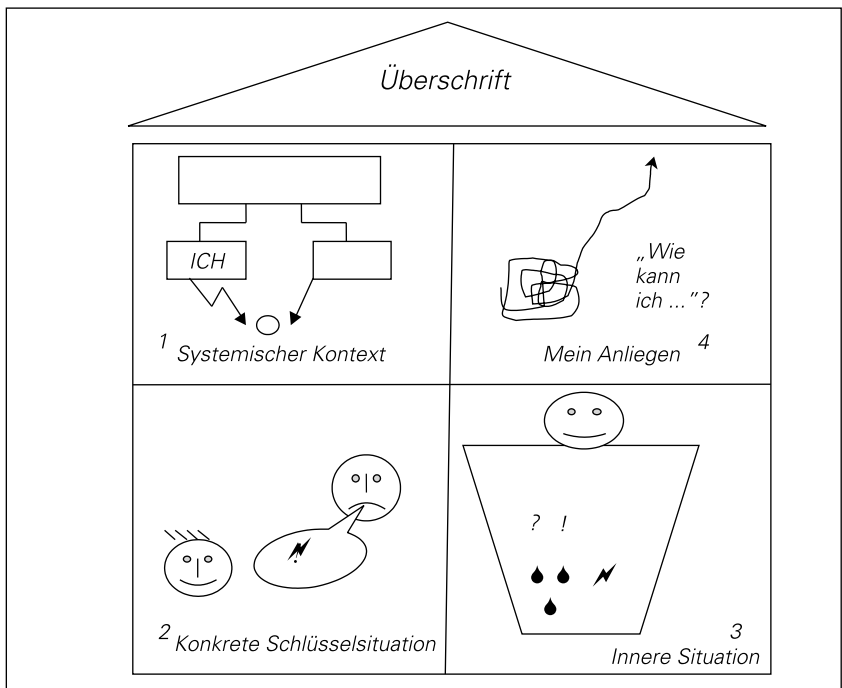 Überschrift
ICH
1 Systemischer Kontext
„Wie
kann
ich ...”?
Mein Anliegen 4
2 Konkrete Schlüsselsituation
? !
3
Innere Situation